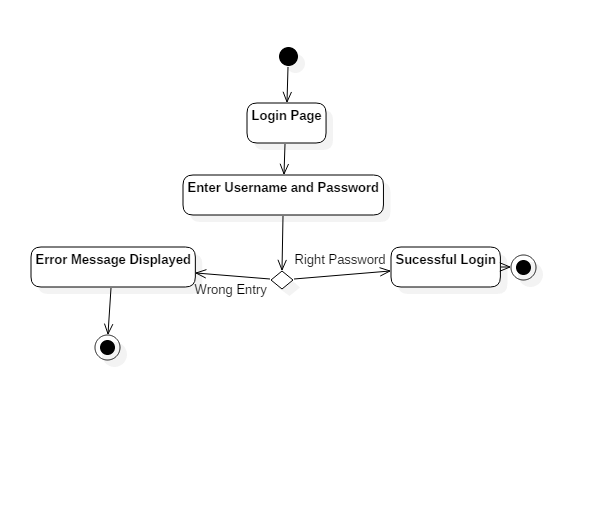 Login Page
Enter Username and Password
Error Message Displayed
Right Password
Sucessful Login
Wrong Entry